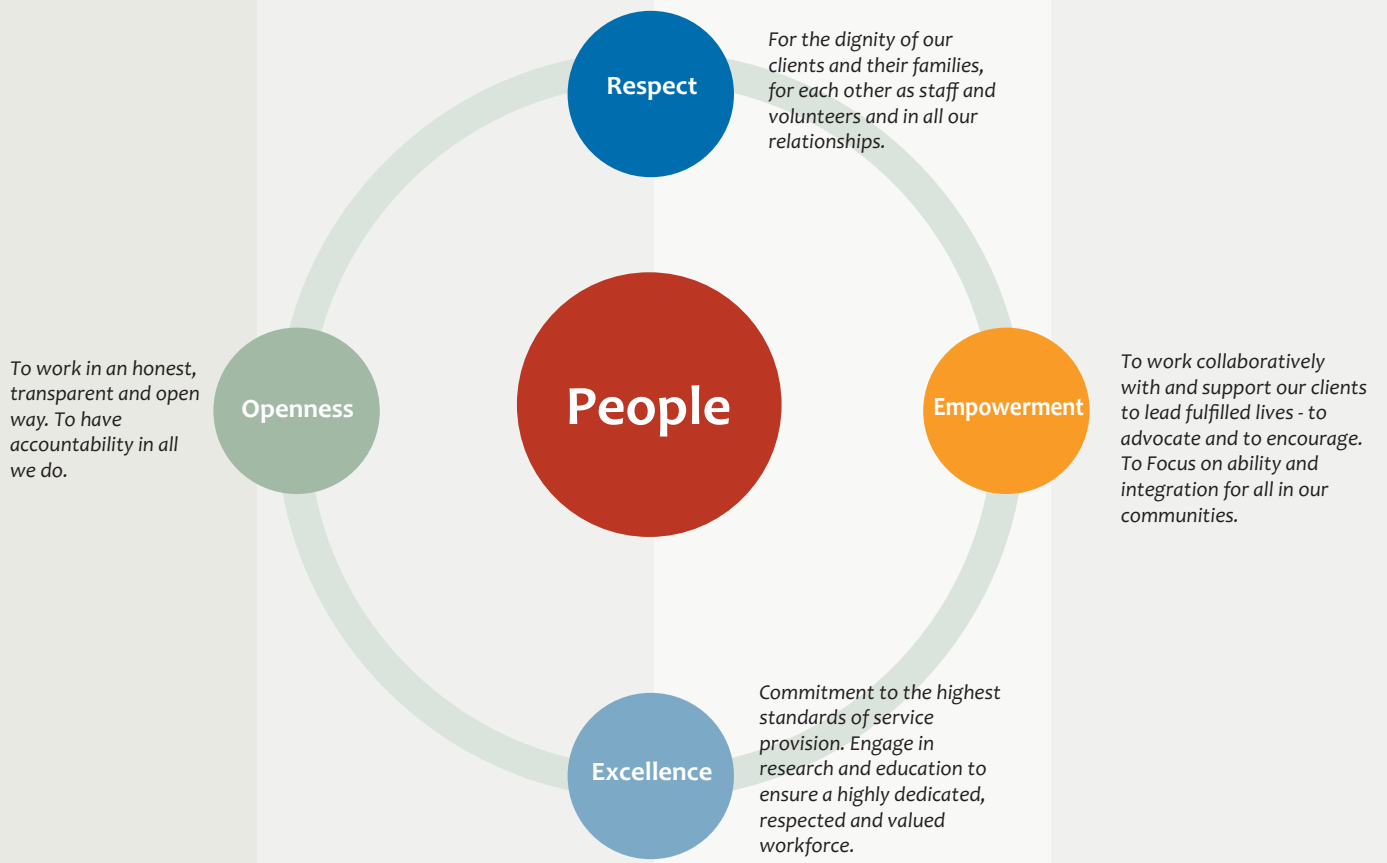 Respect
For the dignity of our
clients and their families,
for each other as staff and
volunteers and in all our
relationships.
To work in an honest,
transparent and open
way. To have
accountability in all
we do.
Openness
People
Empowerment
To work collaboratively
with and support our clients
to lead fulfilled lives - to
advocate and to encourage.
To Focus on ability and
integration for all in our
communities.
Excellence
Commitment to the highest
standards of service
provision. Engage in
research and education to
ensure a highly dedicated,
respected and valued
workforce.